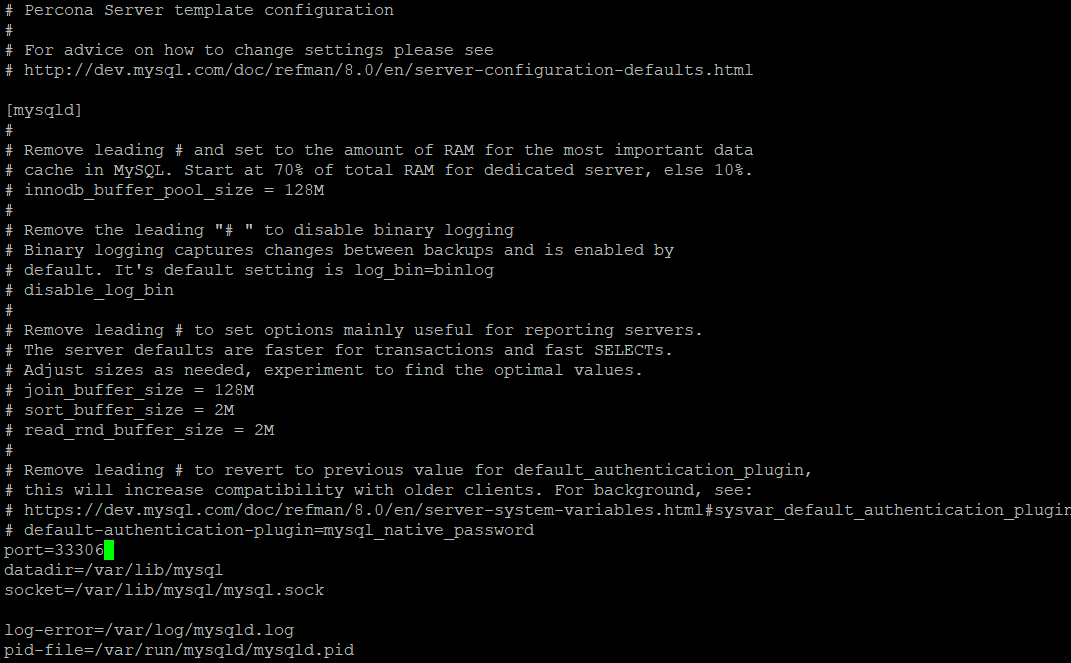 # Percona Server template configuration
#
# For advice on how to change settings please see
# http://dev.mysql.com/doc/refman/8.0/en/server-configuration-defaults.html
[mysqld]
#
# Remove leading # and set to the amount of RAM for the most important data
# cache in MySQL. Start at 70% of total RAM for dedicated server, else 10%.
# innodb_buffer_pool_size = 128M
#
# Remove the leading "# " to disable binary logging
# Binary logging captures changes between backups and is enabled by
# default. It's default setting is log_bin=binlog
# disable_log_bin
#
# Remove leading # to set options mainly useful for reporting servers.
# The server defaults are faster for transactions and fast SELECTs.
# Adjust sizes as needed, experiment to find the optimal values.
# join_buffer_size = 128M
# sort_buffer_size = 2M
# read_rnd_buffer_size = 2M
#
# Remove leading # to revert to previous value for default_authentication_plugin,
# this will increase compatibility with older clients. For background, see:
# https://dev.mysql.com/doc/refman/8.0/en/server-system-variables.html#sysvar_default_authentication_plugin
# default-authentication-plugin=mysql_native_password
port=33306
datadir=/var/lib/mysql
socket=/var/lib/mysql/mysql.sock
log-error=/var/log/mysqld.log
pid-file=/var/run/mysqld/mysqld.pid